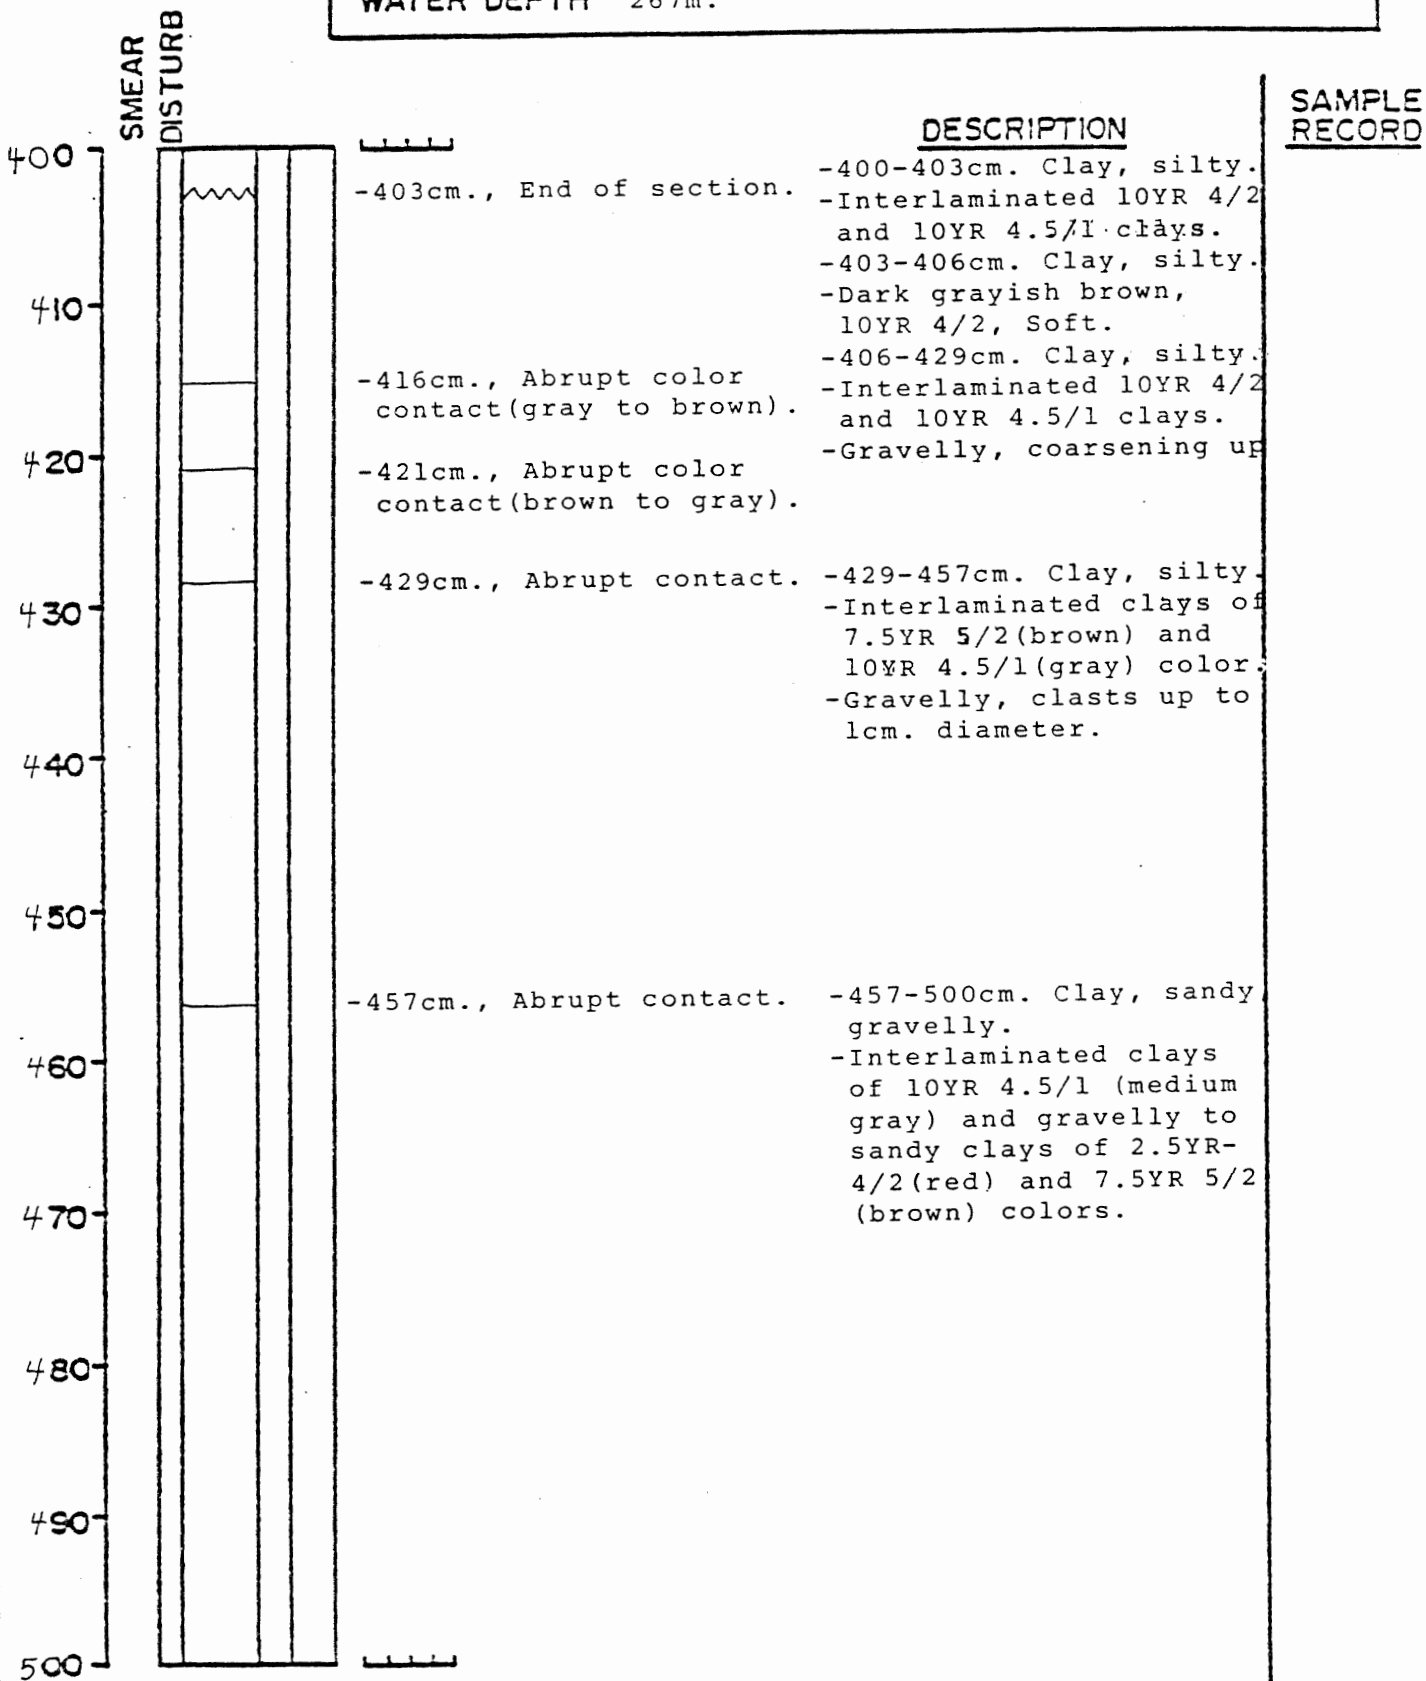 WATER DEPTH 267m.
SMEAR
DISTURB
DESCRIPTION
SAMPLE
RECORD
400
-403cm., End of section.
-400-403cm. Clay, silty.
-Interlaminated 10YR 4/2
and 10YR 4.5/1 clays.
-403-406cm. Clay, silty.
-Dark grayish brown,
10YR 4/2, Soft.
410
-416cm., Abrupt color
contact(gray to brown).
-406-429cm. Clay, silty.
-Interlaminated 10YR 4/2
and 10YR 4.5/1 clays.
-Gravelly, coarsening up
420
-421cm., Abrupt color
contact(brown to gray).
-429cm., Abrupt contact.
-429-457cm. Clay, silty.
-Interlaminated clays of
7.5YR 5/2(brown) and
10YR 4.5/1(gray) color.
-Gravelly, clasts up to
1cm. diameter.
430
440
450
-457cm., Abrupt contact.
-457-500cm. Clay, sandy
gravelly.
-Interlaminated clays
of 10YR 4.5/1 (medium
gray) and gravelly to
sandy clays of 2.5YR-
4/2(red) and 7.5YR 5/2
(brown) colors.
460
470
480
490
500